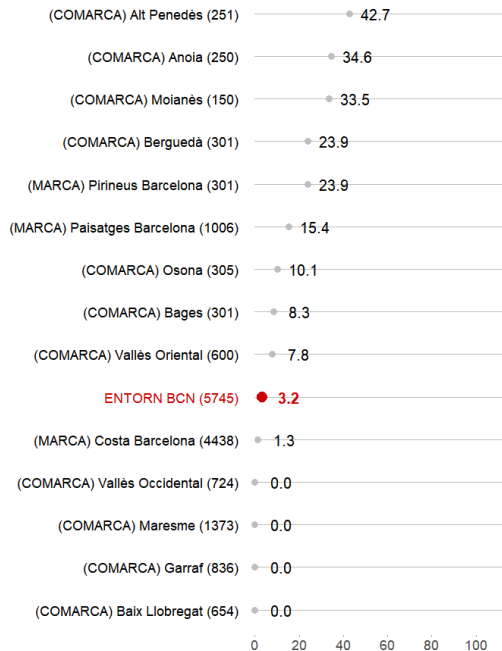 (COMARCA) Alt Penedès (251) 42.7
(COMARCA) Anoia (250) 34.6
(COMARCA) Moianès (150) 33.5
(COMARCA) Berguedà (301) 23.9
(MARCA) Pirineus Barcelona (301) 23.9
(MARCA) Paisatges Barcelona (1006) 15.4
(COMARCA) Osona (305) 10.1
(COMARCA) Bages (301) 8.3
(COMARCA) Vallès Oriental (600) 7.8
ENTORN BCN (5745) 3.2
(MARCA) Costa Barcelona (4438) 1.3
(COMARCA) Vallès Occidental (724) 0.0
(COMARCA) Maresme (1373) 0.0
(COMARCA) Garraf (836) 0.0
(COMARCA) Baix Llobregat (654) 0.0
0 20 40 60 80 100